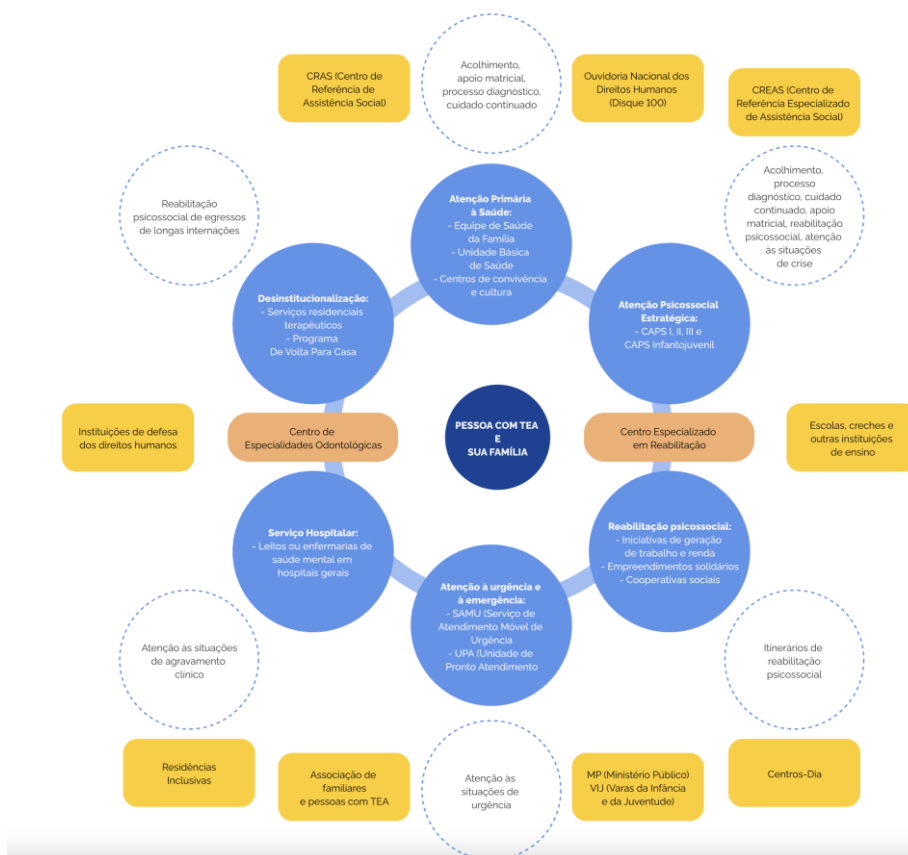 CRAS (Centro de
Referência de
Assistência Social)
Acolhimento,
apoio matricial,
processo diagnóstico,
cuidado continuado
Ouvidoria Nacional dos
Direitos Humanos
(Disque 100)
CREAS (Centro de
Referência Especializado
de Assistência Social)
Reabilitação
psicossocial de egressos
de longas internações
Atenção Primária
à Saúde:
- Equipe de Saúde
da Família
- Unidade Básica
de Saúde
- Centros de convivência
e cultura
Acolhimento,
processo
diagnóstico, cuidado
continuado, apoio
matricial, reabilitação
psicossocial, atenção
às situações
de crise
Desinstitucionalização:
- Serviços residenciais
terapêuticos
- Programa
De Volta Para Casa
Atenção Psicossocial
Estratégica:
- CAPS I, II, III e
CAPS Infantojuvenil
Instituições de defesa
dos direitos humanos
Centro de
Especialidades Odontológicas
PESSOA COM TEA
E
SUA FAMÍLIA
Centro Especializado
em Reabilitação
Escolas, creches e
outras instituições
de ensino
Serviço Hospitalar:
- Leitos ou enfermarias de
saúde mental em
hospitais gerais
Reabilitação psicossocial:
- Iniciativas de geração
de trabalho e renda
- Empreendimentos solidários
- Cooperativas sociais
Atenção à urgência e
à emergência:
- SAMU (Serviço de
Atendimento Móvel de
Urgência
- UPA (Unidade de
Pronto Atendimento
Atenção às situações
de agravamento
clínico
Itinerários de
reabilitação
psicossocial
Residências
Inclusivas
Associação de
familiares
e pessoas com TEA
Atenção às
situações de
urgência
MP (Ministério Público)
VIJ (Varas da Infância
e da Juventude)
Centros-Dia